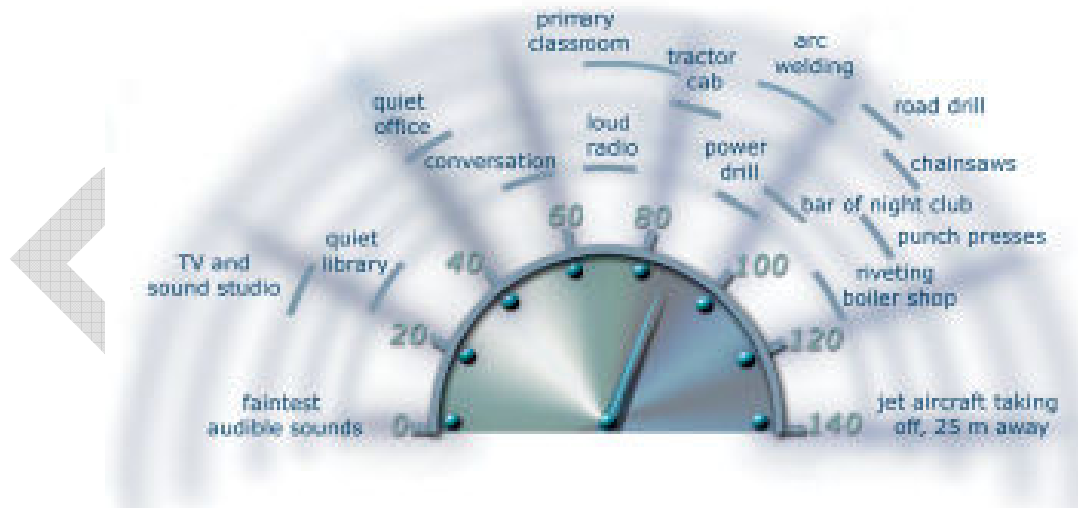 primary
classroom
tractor
cab
arc
welding
quiet
office
conversation
loud
radio
power
drill
road drill
chainsaws
bar of night club
punch presses
riveting
boiler shop
TV and
sound studio
quiet
library
faintest
audible sounds
0
20
40
60
80
100
120
140
jet aircraft taking
off, 25 m away